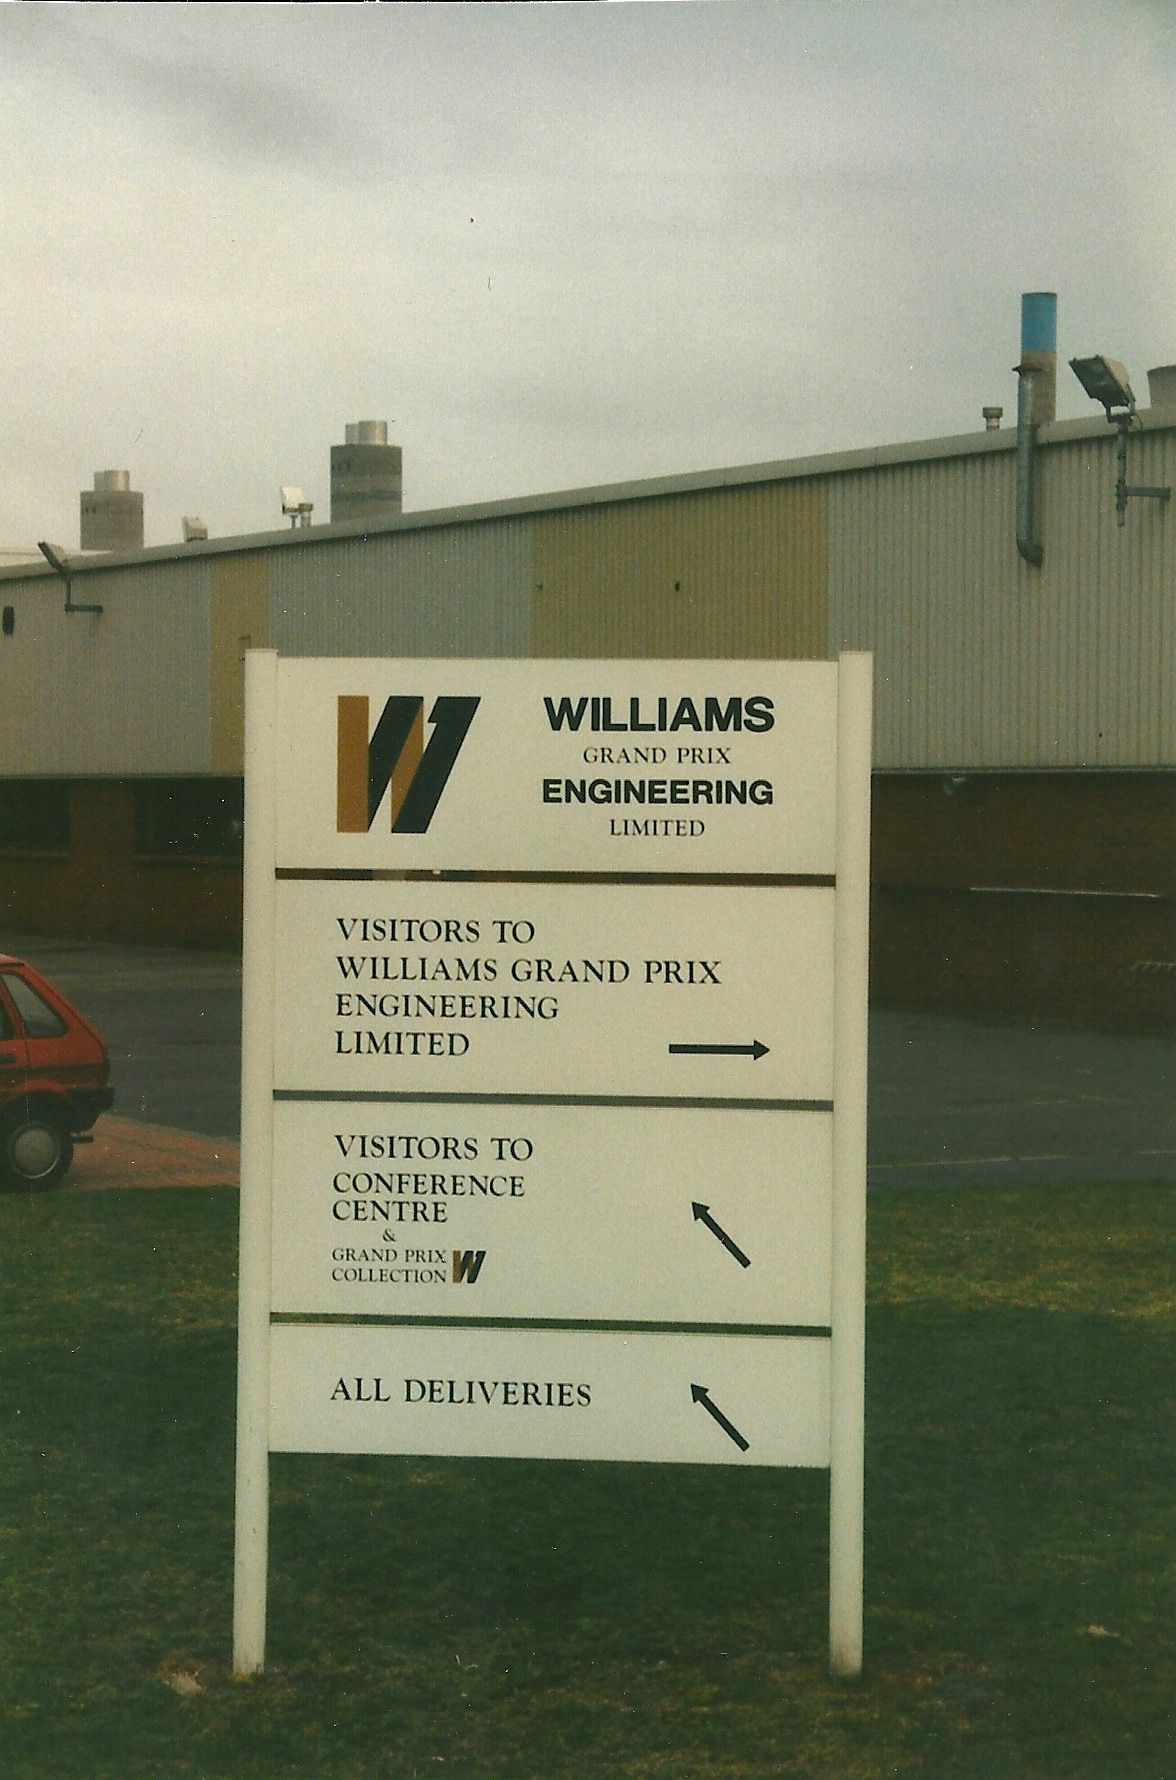 W
WILLIAMS
GRAND PRIX
ENGINEERING
LIMITED
VISITORS TO
WILLIAMS GRAND PRIX
ENGINEERING
LIMITED
VISITORS TO
CONFERENCE
CENTRE
&
GRAND PRIX
COLLECTION W
ALL DELIVERIES